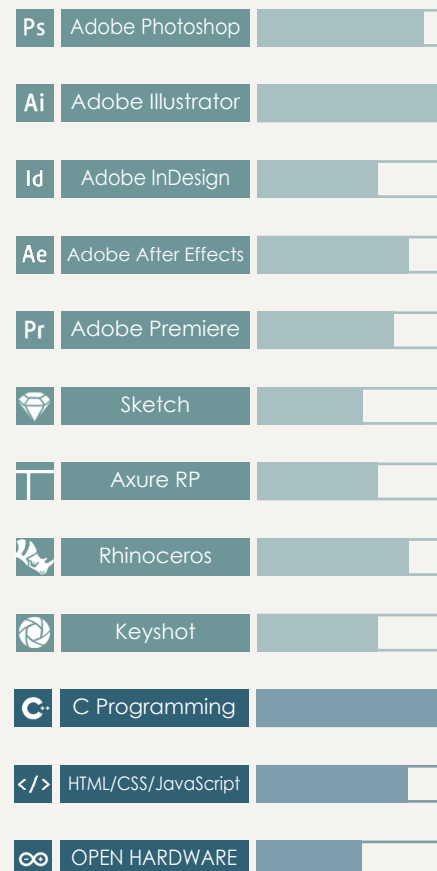 Ps Adobe Photoshop
Ai Adobe Illustrator
Id Adobe InDesign
Ae Adobe After Effects
Pr Adobe Premiere
Sketch
Axure RP
Rhinoceros
Keyshot
C++ C Programming
</> HTML/CSS/JavaScript
OPEN HARDWARE